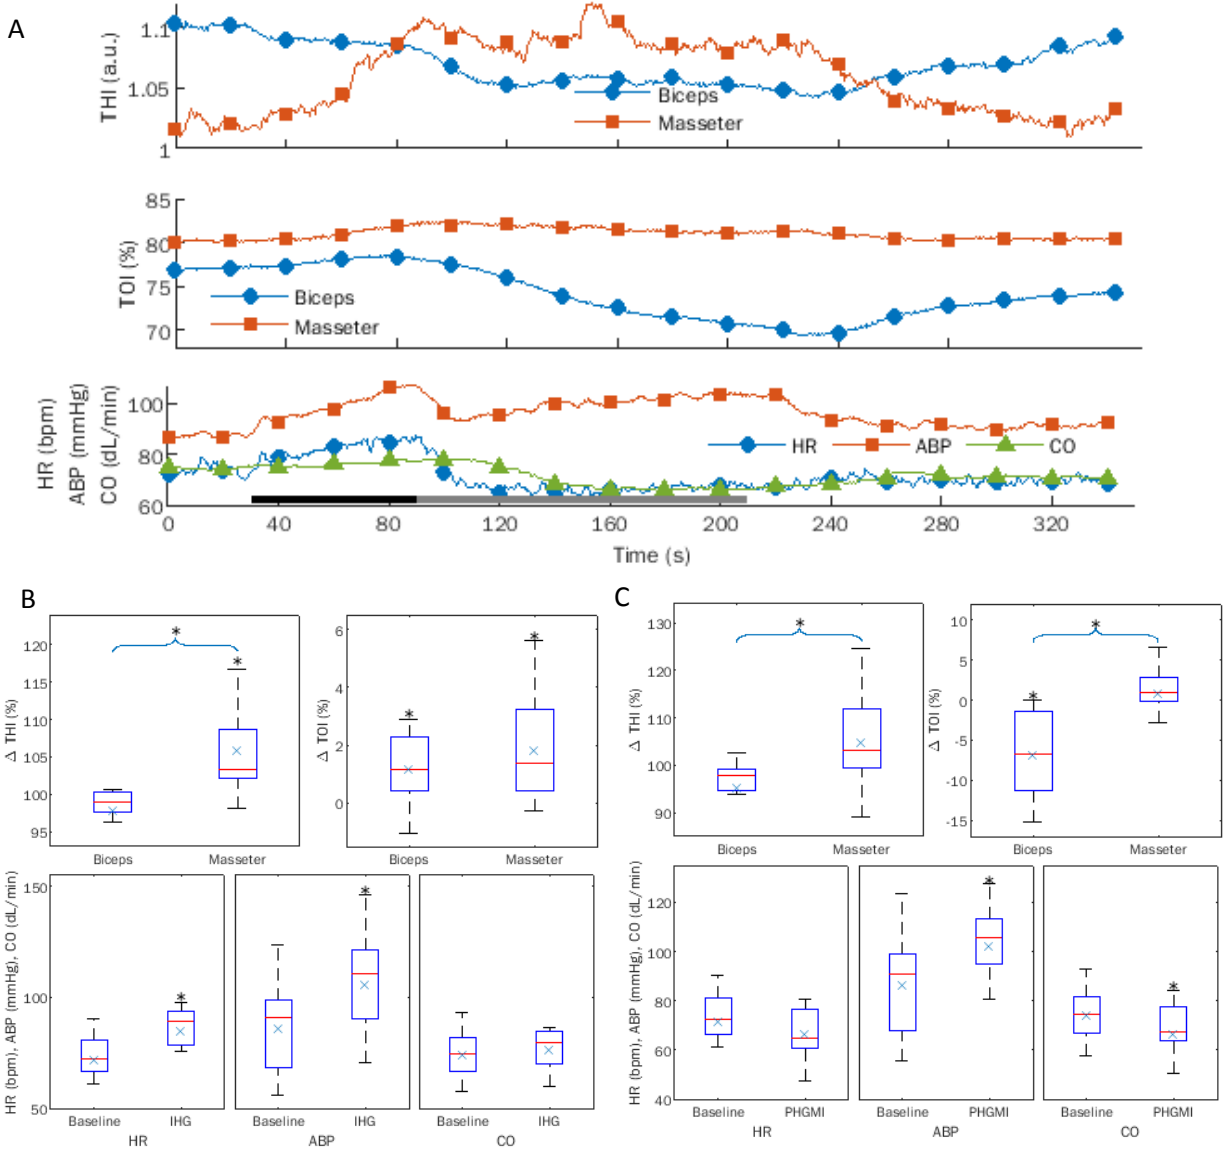 A
THI (a.u.)
1.1
1.05
1
Biceps
Masseter
TOI (%)
85
80
75
70
Biceps
Masseter
HR (bpm)
ABP (mmHg)
CO (dL/min)
100
80
60
HR ABP CO
0 40 80 120 160 200 240 280 320
Time (s)
B
Δ THI (%)
120
115
110
105
100
95
*
*
Biceps Masseter
Δ TOI (%)
6
4
2
0
*
*
Biceps Masseter
HR (bpm), ABP (mmHg), CO (dL/min)
150
100
50
*
*
Baseline IHG Baseline IHG Baseline IHG
HR ABP CO
C
Δ THI (%)
130
120
110
100
90
*
Biceps Masseter
Δ TOI (%)
10
5
0
-5
-10
-15
*
*
Biceps Masseter
HR (bpm), ABP (mmHg), CO (dL/min)
120
100
80
60
40
*
*
Baseline PHGMI Baseline PHGMI Baseline PHGMI
HR ABP CO